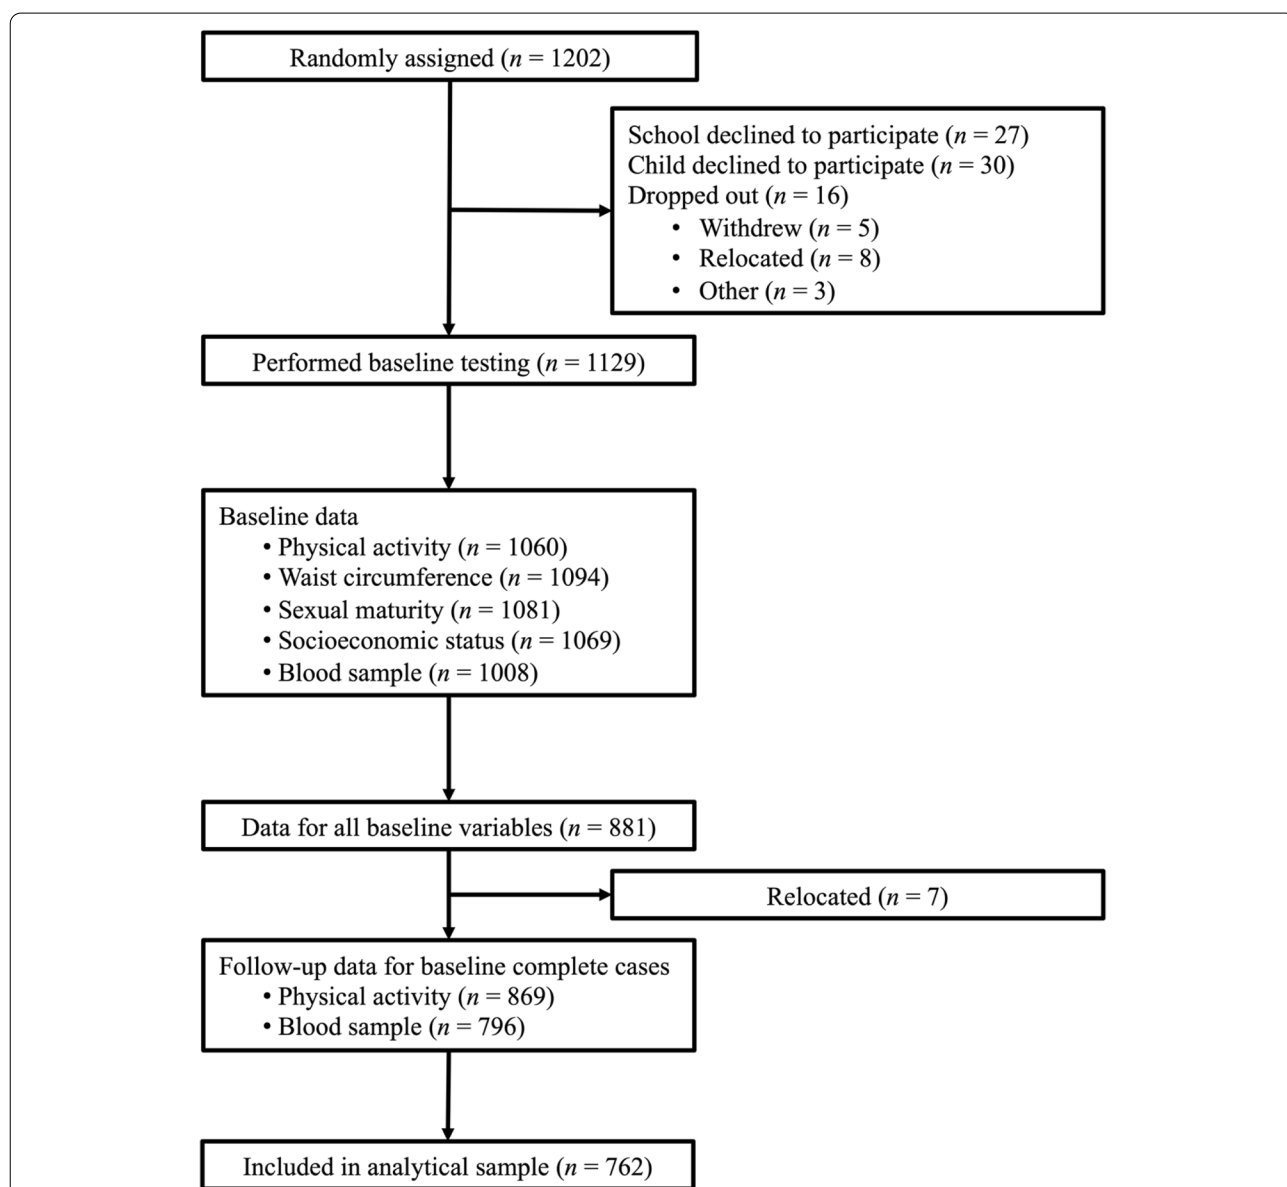 Randomly assigned (n = 1202)
School declined to participate (n = 27)
Child declined to participate (n = 30)
Dropped out (n = 16)
• Withdrew (n = 5)
• Relocated (n = 8)
• Other (n = 3)
Performed baseline testing (n = 1129)
Baseline data
• Physical activity (n = 1060)
• Waist circumference (n = 1094)
• Sexual maturity (n = 1081)
• Socioeconomic status (n = 1069)
• Blood sample (n = 1008)
Data for all baseline variables (n = 881)
Relocated (n = 7)
Follow-up data for baseline complete cases
• Physical activity (n = 869)
• Blood sample (n = 796)
Included in analytical sample (n = 762)